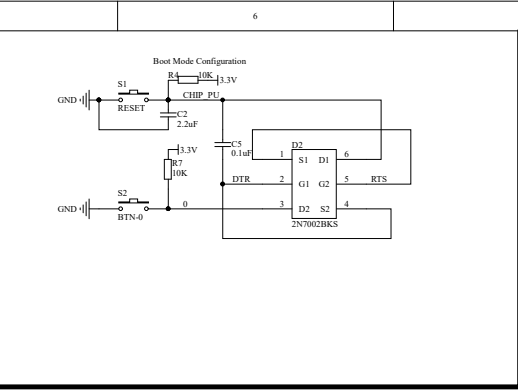 6
Boot Mode Configuration
R4 10K 3.3V
S1
CHIP_PU
GND
RESET
C2
2.2uF
3.3V
R7
10K
C5
0.1uF
D2
1 S1 D1 6
DTR 2 G1 G2 5 RTS
3 D2 S2 4
2N7002BKS
S2
GND
0
BTN-0